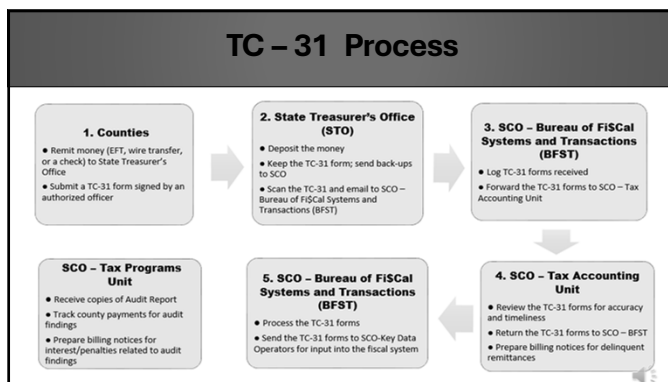 TC – 31 Process
1. Counties
● Remit money (EFT, wire transfer,
or a check) to State Treasurer's
Office
● Submit a TC-31 form signed by an
authorized officer
2. State Treasurer's Office
(STO)
● Deposit the money
● Keep the TC-31 form; send back-ups
to SCO
● Scan the TC-31 and email to SCO –
Bureau of Fi$Cal Systems and
Transactions (BFST)
3. SCO – Bureau of Fi$Cal
Systems and Transactions
(BFST)
● Log TC-31 forms received
● Forward the TC-31 forms to SCO – Tax
Accounting Unit
4. SCO – Tax Accounting
Unit
● Review the TC-31 forms for accuracy
and timeliness
● Return the TC-31 forms to SCO – BFST
● Prepare billing notices for delinquent
remittances
5. SCO – Bureau of Fi$Cal
Systems and Transactions
(BFST)
● Process the TC-31 forms
● Send the TC-31 forms to SCO-Key Data
Operators for input into the fiscal system
SCO – Tax Programs
Unit
● Receive copies of Audit Report
● Track county payments for audit
findings
● Prepare billing notices for
interest/penalties related to audit
findings